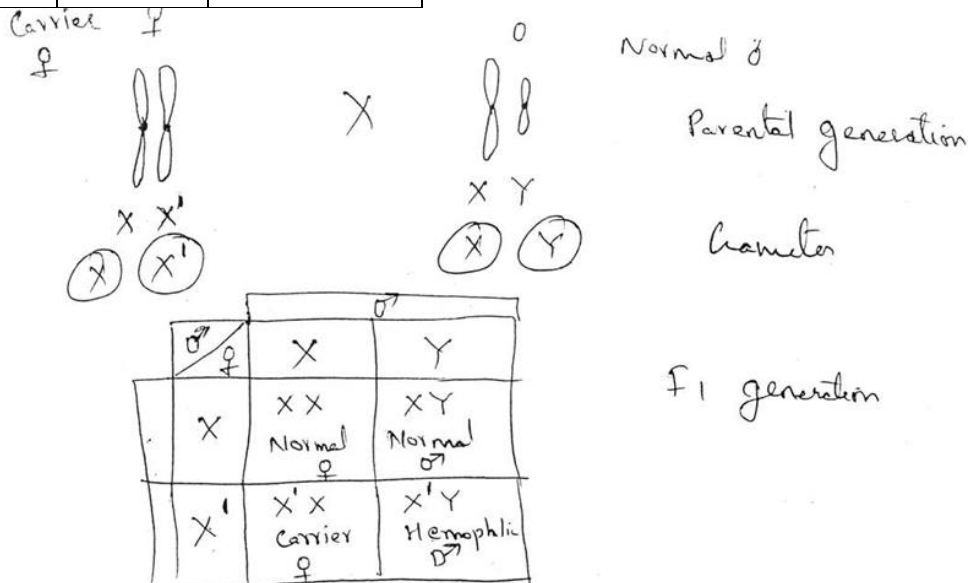 Carrier ♀
♀
Normal ♂
X
Parental generation
X X' X Y
X X' X Y
Gameter
♂
♂ ♀ X Y
X XX XY
Normal Normal
♀ ♂
X' X'X X'Y
Carrier Hemophlic
♀ ♂
F1 generation